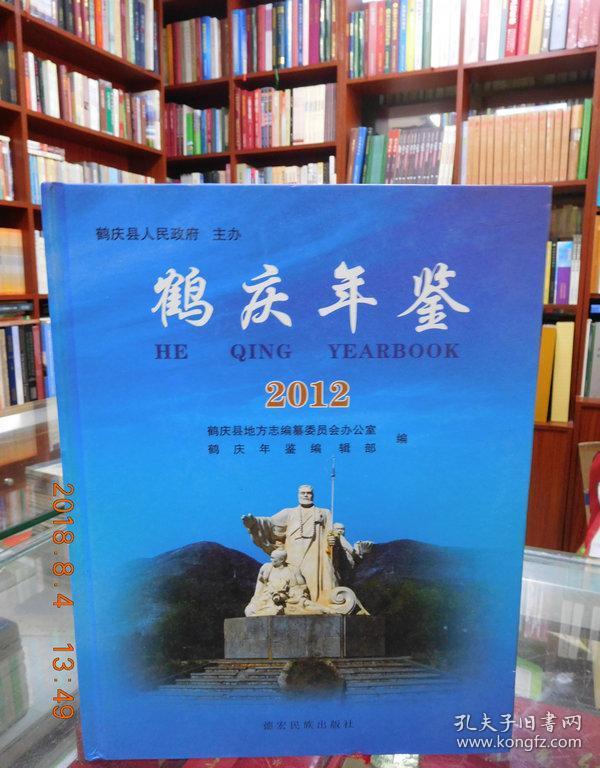 鹤庆县人民政府 主办
鹤庆年鉴
HE QING YEARBOOK
2012
鹤庆县地方志编纂委员会办公室
鹤庆年鉴编辑部
编
德宏民族出版社
2018.8.4 13:49
孔夫子旧书网
www.kongfz.com